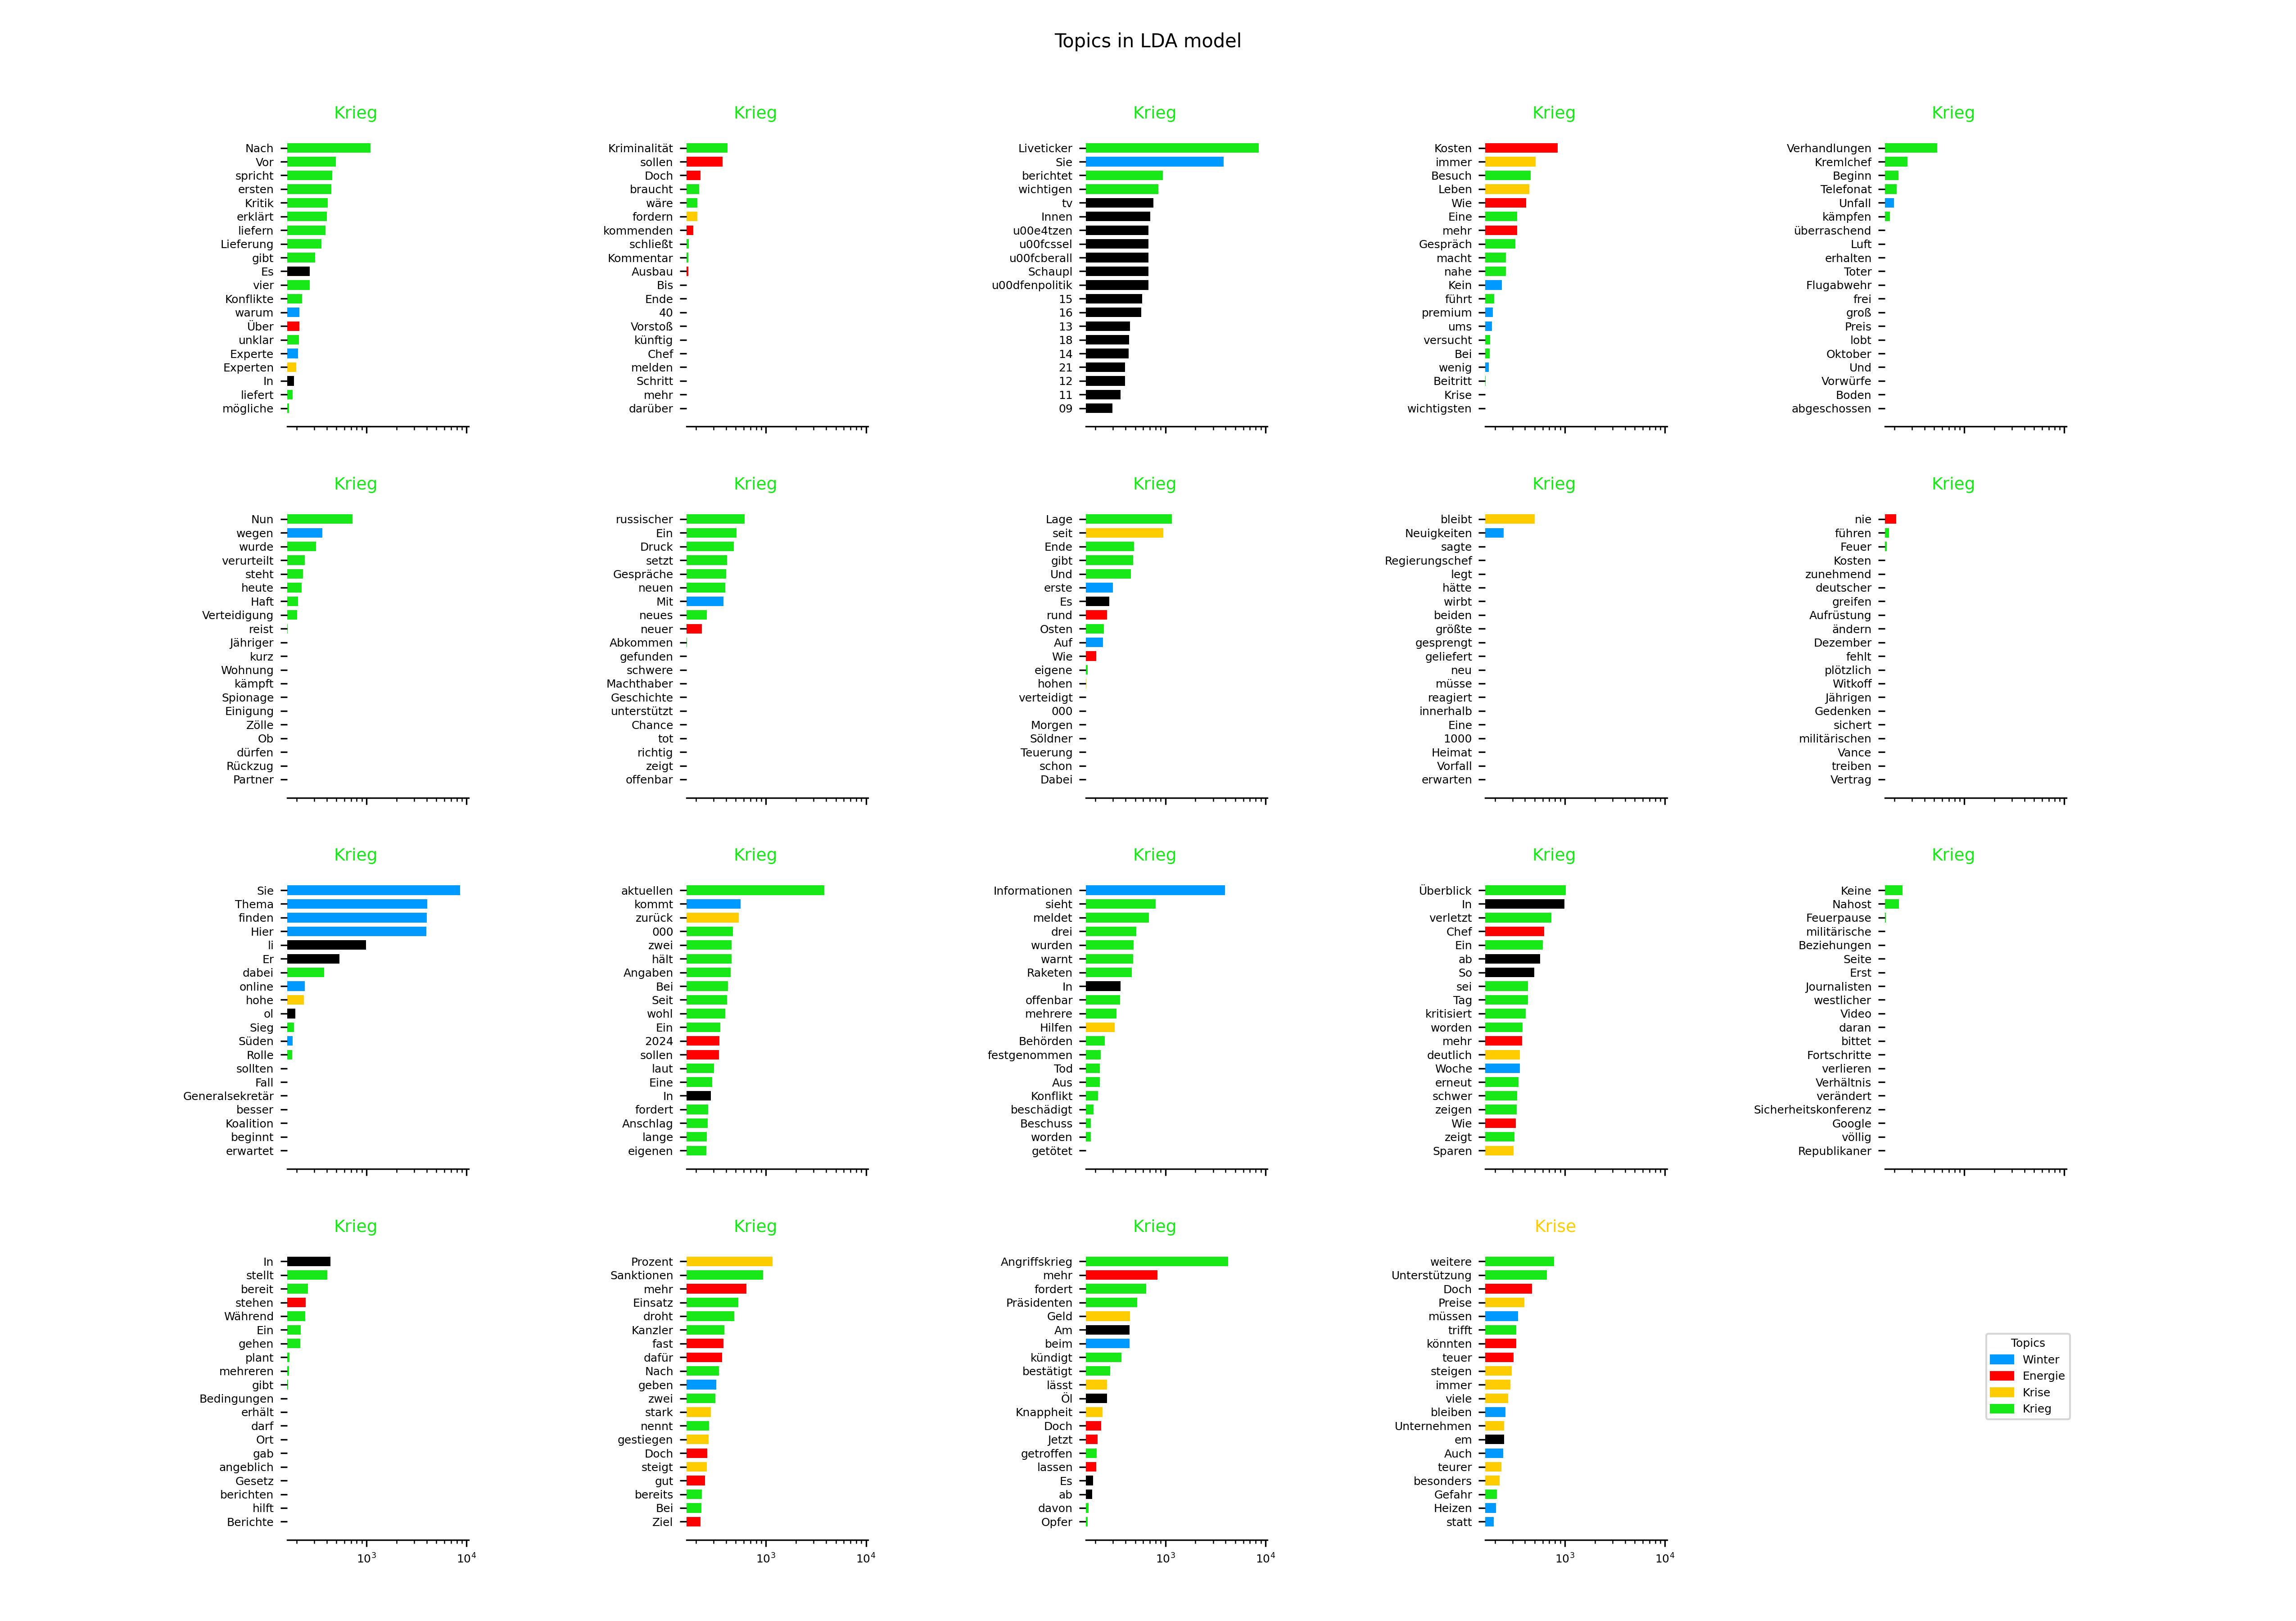 Topics in LDA model
Krieg
Nach
Vor
spricht
ersten
Kritik
erklärt
liefern
Lieferung
gibt
Es
vier
Konflikte
warum
Über
unklar
Experte
Experten
In
liefert
mögliche
10³
10⁴
Krieg
Kriminalität
sollen
Doch
braucht
wäre
fordern
kommenden
schließt
Kommentar
Ausbau
Bis
Ende
40
Vorstoß
künftig
Chef
melden
Schritt
mehr
darüber
Krieg
Liveticker
Sie
berichtet
wichtigen
tv
Innen
u00e4tzen
u00fcssel
u00fcberall
Schaupl
u00dfenpolitik
15
16
13
18
14
21
12
11
09
Krieg
Kosten
immer
Besuch
Leben
Wie
Eine
mehr
Gespräch
macht
nahe
Kein
führt
premium
ums
versucht
Bei
wenig
Beitritt
Krise
wichtigsten
Krieg
Verhandlungen
Kremlchef
Beginn
Telefonat
Unfall
kämpfen
überraschend
Luft
erhalten
Toter
Flugabwehr
frei
groß
Preis
lobt
Oktober
Und
Vorwürfe
Boden
abgeschossen
Krieg
Nun
wegen
wurde
verurteilt
steht
heute
Haft
Verteidigung
reist
Jähriger
kurz
Wohnung
kämpft
Spionage
Einigung
Zölle
Ob
dürfen
Rückzug
Partner
Krieg
russischer
Ein
Druck
setzt
Gespräche
neuen
Mit
neues
neuer
Abkommen
gefunden
schwere
Machthaber
Geschichte
unterstützt
Chance
tot
richtig
zeigt
offenbar
Krieg
Lage
seit
Ende
gibt
Und
erste
Es
rund
Osten
Auf
Wie
eigene
hohen
verteidigt
000
Morgen
Söldner
Teuerung
schon
Dabei
Krieg
bleibt
Neuigkeiten
sagte
Regierungschef
legt
hätte
wirbt
beiden
größte
gesprengt
geliefert
neu
müsse
reagiert
innerhalb
Eine
1000
Heimat
Vorfall
erwarten
Krieg
nie
führen
Feuer
Kosten
zunehmend
deutscher
greifen
Aufrüstung
ändern
Dezember
fehlt
plötzlich
Witkoff
Jährigen
Gedenken
sichert
militärischen
Vance
treiben
Vertrag
Krieg
Sie
Thema
finden
Hier
li
Er
dabei
online
hohe
ol
Sieg
Süden
Rolle
sollten
Fall
Generalsekretär
besser
Koalition
beginnt
erwartet
Krieg
aktuellen
kommt
zurück
000
zwei
hält
Angaben
Bei
Seit
wohl
Ein
2024
sollen
laut
Eine
In
fordert
Anschlag
lange
eigenen
Krieg
Informationen
sieht
meldet
drei
wurden
warnt
Raketen
In
offenbar
mehrere
Hilfen
Behörden
festgenommen
Tod
Aus
Konflikt
beschädigt
Beschuss
worden
getötet
Krieg
Überblick
In
verletzt
Chef
Ein
ab
So
sei
Tag
kritisiert
worden
mehr
deutlich
Woche
erneut
schwer
zeigen
Wie
zeigt
Sparen
Krieg
Keine
Nahost
Feuerpause
militärische
Beziehungen
Seite
Erst
Journalisten
westlicher
Video
daran
bittet
Fortschritte
verlieren
Verhältnis
verändert
Sicherheitskonferenz
Google
völlig
Republikaner
Krieg
In
stellt
bereit
stehen
Während
Ein
gehen
plant
mehreren
gibt
Bedingungen
erhält
darf
Ort
gab
angeblich
Gesetz
berichten
hilft
Berichte
Krieg
Prozent
Sanktionen
mehr
Einsatz
droht
Kanzler
fast
dafür
Nach
geben
zwei
stark
nennt
gestiegen
Doch
steigt
gut
bereits
Bei
Ziel
10³
10⁴
Krieg
Angriffskrieg
mehr
fordert
Präsidenten
Geld
Am
beim
kündigt
bestätigt
lässt
Öl
Knappheit
Doch
Jetzt
getroffen
lassen
Es
ab
davon
Opfer
10³
10⁴
Krise
weitere
Unterstützung
Doch
Preise
müssen
trifft
könnten
teuer
steigen
immer
viele
bleiben
Unternehmen
em
Auch
teurer
besonders
Gefahr
Heizen
statt
10³
10⁴
Topics
Winter
Energie
Krise
Krieg